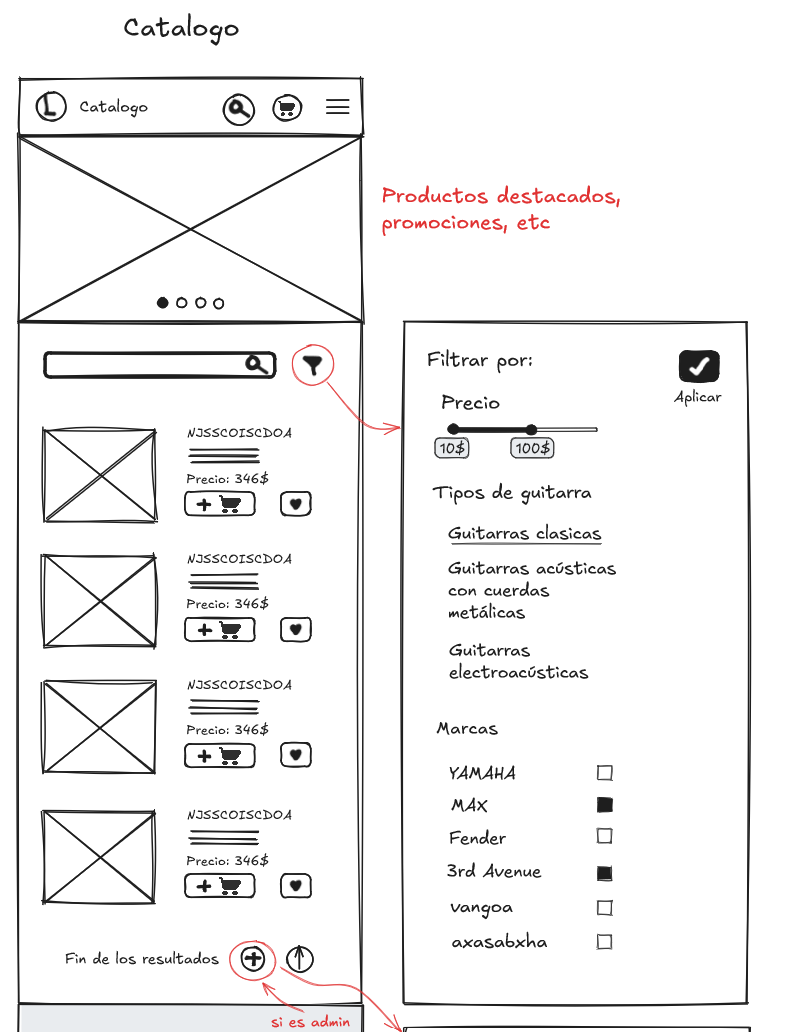 Catalogo
L Catalogo
Productos destacados,
promociones, etc
Filtrar por:
Aplicar
Precio
10$ 100$
Tipos de guitarra
Guitarras clasicas
Guitarras acústicas
con cuerdas
metálicas
Guitarras
electroacústicas
Marcas
YAMAHA
MAX
Fender
3rd Avenue
vangoa
axasabxha
NJSSCOISCDOA
Precio: 346$
NJSSCOISCDOA
Precio: 346$
NJSSCOISCDOA
Precio: 346$
NJSSCOISCDOA
Precio: 346$
Fin de los resultados
si es admin